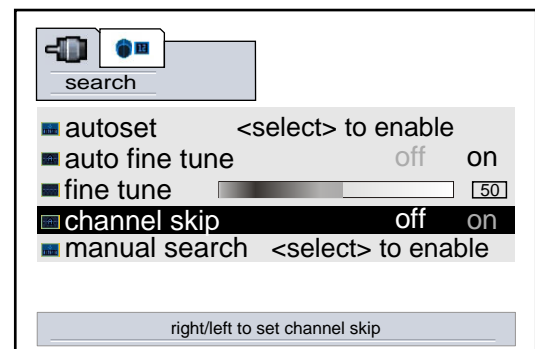 search
autoset <select> to enable
auto fine tune off on
fine tune 50
channel skip off on
manual search <select> to enable
right/left to set channel skip